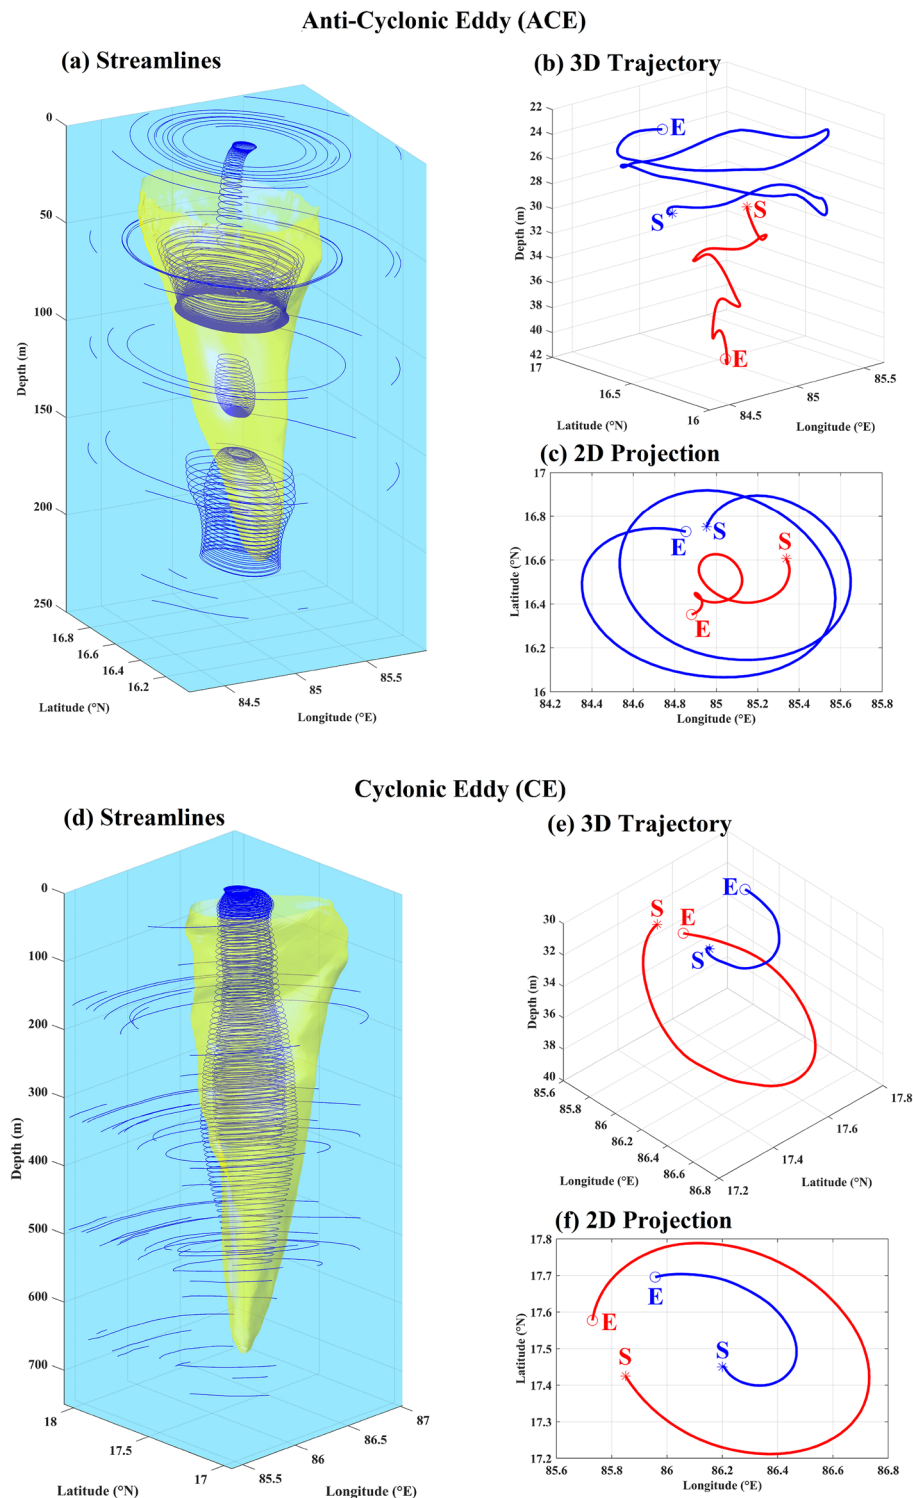 Anti-Cyclonic Eddy (ACE)
(a) Streamlines
0
50
100
150
200
250
Depth (m)
16.8
16.6
16.4
16.2
Latitude (°N)
84.5
85
85.5
Longitude (°E)
(b) 3D Trajectory
22
24
26
28
30
32
34
36
38
40
42
Depth (m)
E
S
S
E
17
16.5
16
Latitude (°N)
84.5
85
85.5
Longitude (°E)
(c) 2D Projection
17
16.8
16.6
16.4
16.2
16
Latitude (°N)
S
E
S
E
84.2 84.4 84.6 84.8 85 85.2 85.4 85.6 85.8
Longitude (°E)
Cyclonic Eddy (CE)
(d) Streamlines
0
100
200
300
400
500
600
700
Depth (m)
18
17.5
17
Latitude (°N)
85.5
86
86.5
87
Longitude (°E)
(e) 3D Trajectory
30
32
34
36
38
40
Depth (m)
S
E
E
S
85.6
85.8
86
86.2
86.4
86.6
86.8
Longitude (°E)
17.2
17.4
17.6
17.8
Latitude (°N)
(f) 2D Projection
17.8
17.7
17.6
17.5
17.4
17.3
17.2
Latitude (°N)
E
E
S
S
85.6 85.8 86 86.2 86.4 86.6 86.8
Longitude (°E)